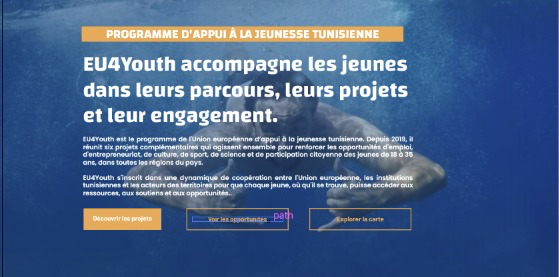 PROGRAMME D'APPUI À LA JEUNESSE TUNISIENNE
EU4Youth accompagne les jeunes
dans leurs parcours, leurs projets
et leur engagement.
EU4Youth est le programme de l'Union européenne d'appui à la jeunesse tunisienne. Depuis 2019, il
réunit six projets complémentaires qui agissent ensemble pour renforcer les opportunités d'emploi,
d'entrepreneuriat, de culture, de sport, de science et de participation citoyenne des jeunes de 18 à 35
ans, dans toutes les régions du pays.
EU4Youth s'inscrit dans une dynamique de coopération entre l'Union européenne, les institutions
tunisiennes et les acteurs des territoires pour que chaque jeune, où qu'il se trouve, puisse accéder aux
ressources, aux soutiens et aux opportunités.
Découvrir les projets
Voir les opportunités
path
Explorer la carte